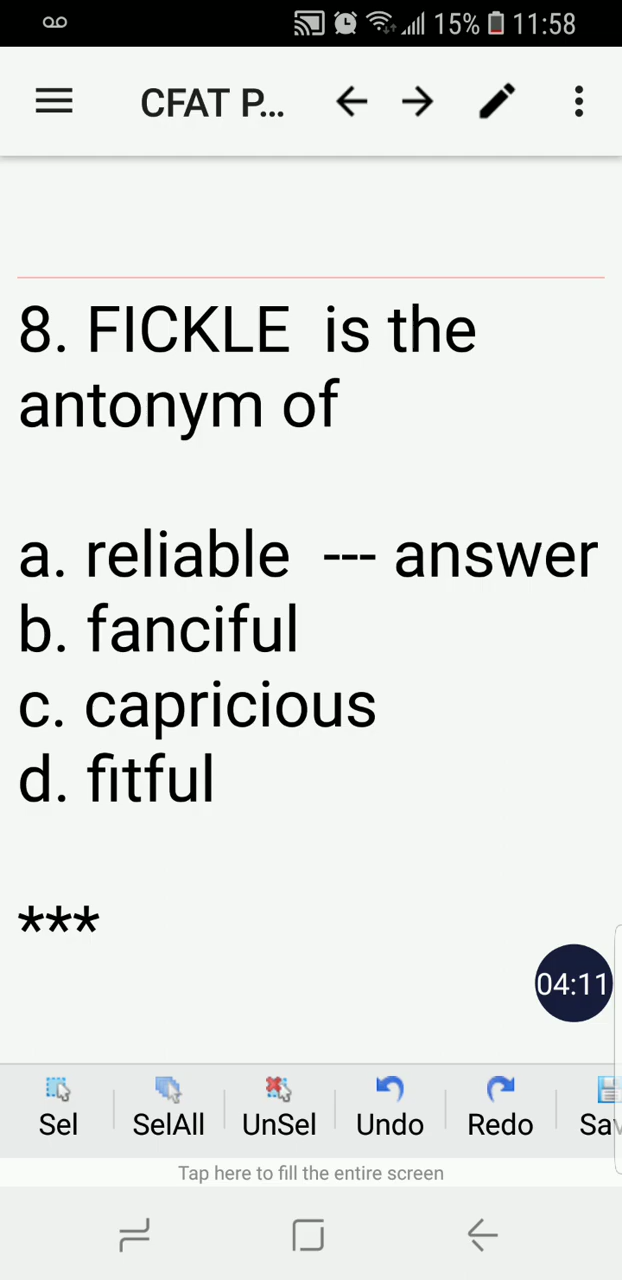 15% 11:58
CFAT P...
8. FICKLE is the
antonym of
a. reliable --- answer
b. fanciful
c. capricious
d. fitful
***
04:11
Sel SelAll UnSel Undo Redo Sav
Tap here to fill the entire screen